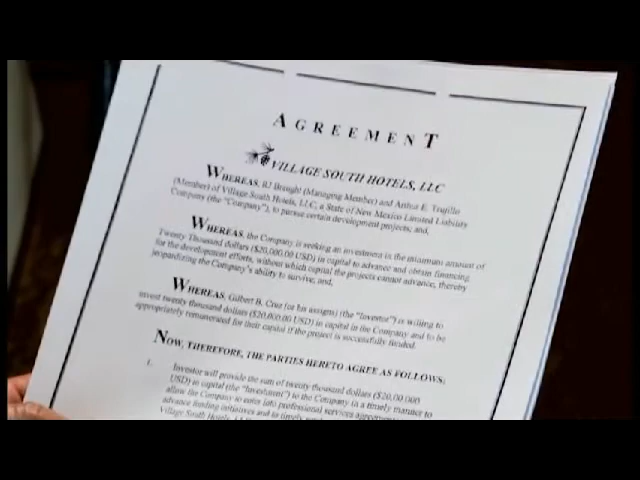 AGREEMENT
VILLAGE SOUTH HOTELS, LLC
WHEREAS, RJ Brought (Managing Member) and Anhea E. Trujillo
(Member) of Village South Hotels, LLC, a State of New Mexico Limited Liability
Company (the "Company"), to pursue certain development projects; and,
WHEREAS, the Company is seeking an investment in the minimum amount of
Twenty Thousand dollars ($20,000.00 USD) in capital to advance and obtain financing
for the development efforts, without which capital the projects cannot advance, thereby
jeopardizing the Company's ability to survive, and,
WHEREAS, Gilbert B. Cruz (or his assigns) (the "Investor") is willing to
invest twenty thousand dollars ($20,000.00 USD) in capital in the Company and to be
appropriately remunerated for their capital if the project is successfully funded.
NOW, THEREFORE, THE PARTIES HERETO AGREE AS FOLLOWS:
1. Investor will provide the sum of twenty thousand dollars ($20,000.00
USD) in capital (the "Investment") to the Company in a timely manner to
allow the Company to enter into professional services agreements
advance funding initiatives and to timely
Village South Hotels,